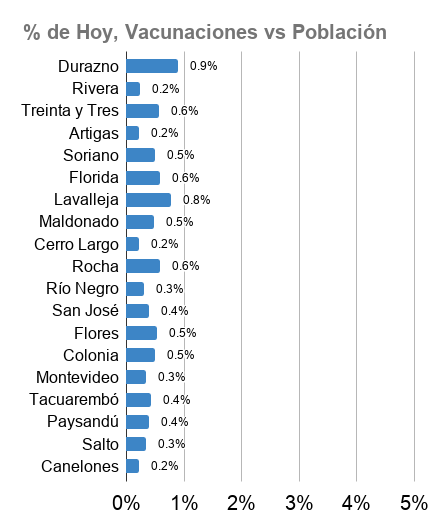 % de Hoy, Vacunaciones vs Población
Durazno 0.9%
Rivera 0.2%
Treinta y Tres 0.6%
Artigas 0.2%
Soriano 0.5%
Florida 0.6%
Lavalleja 0.8%
Maldonado 0.5%
Cerro Largo 0.2%
Rocha 0.6%
Río Negro 0.3%
San José 0.4%
Flores 0.5%
Colonia 0.5%
Montevideo 0.3%
Tacuarembó 0.4%
Paysandú 0.4%
Salto 0.3%
Canelones 0.2%
0% 1% 2% 3% 4% 5%